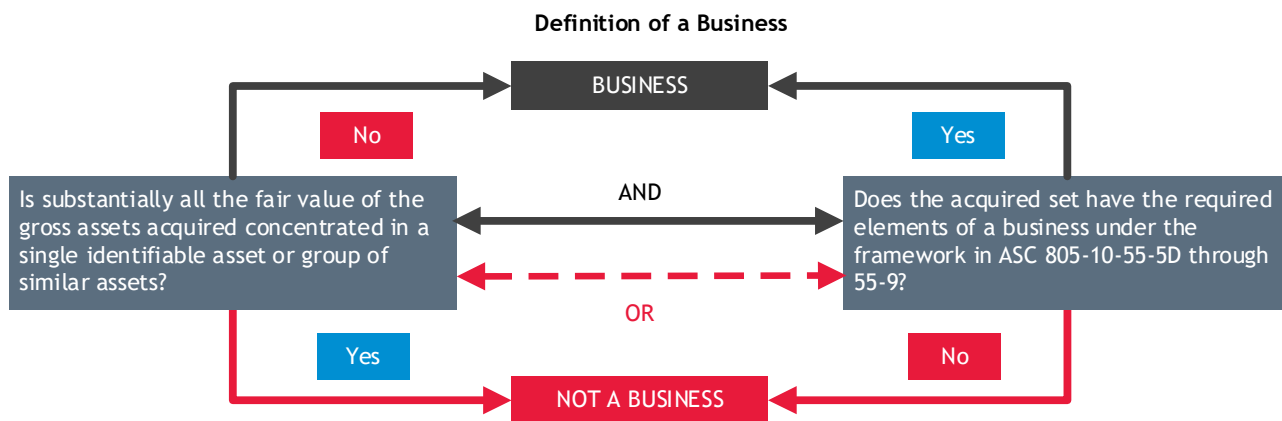 Definition of a Business
BUSINESS
No
Yes
Is substantially all the fair value of the
gross assets acquired concentrated in a
single identifiable asset or group of
similar assets?
AND
Does the acquired set have the required
elements of a business under the
framework in ASC 805-10-55-5D through
55-9?
OR
Yes
No
NOT A BUSINESS